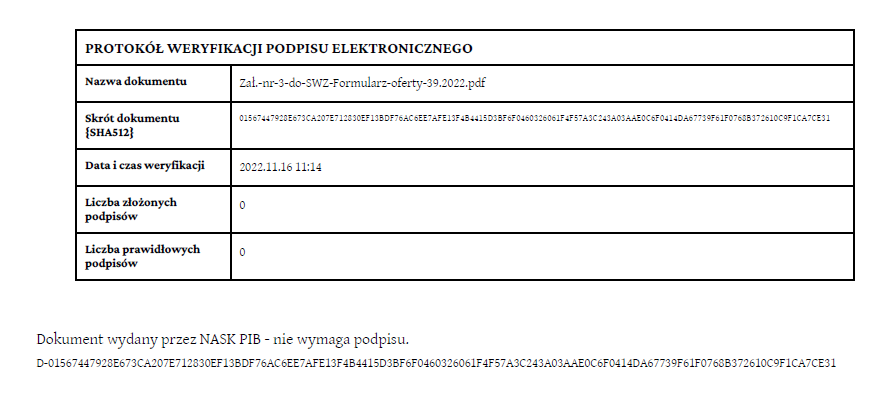 PROTOKÓŁ WERYFIKACJI PODPISU ELEKTRONICZNEGO
Nazwa dokumentu
Zał.-nr-3-do-SWZ-Formularz-oferty-39.2022.pdf
Skrót dokumentu
{SHA512}
01567447928E673CA207E712830EF13BDF76AC6EE7AFE13F4B4415D3BF6F0460326061F4F57A3C243A03AAE0C6F0414DA67739F61F0768B372610C9F1CA7CE31
Data i czas weryfikacji
2022.11.16 11:14
Liczba złożonych
podpisów
0
Liczba prawidłowych
podpisów
0
Dokument wydany przez NASK PIB - nie wymaga podpisu.
D-01567447928E673CA207E712830EF13BDF76AC6EE7AFE13F4B4415D3BF6F0460326061F4F57A3C243A03AAE0C6F0414DA67739F61F0768B372610C9F1CA7CE31